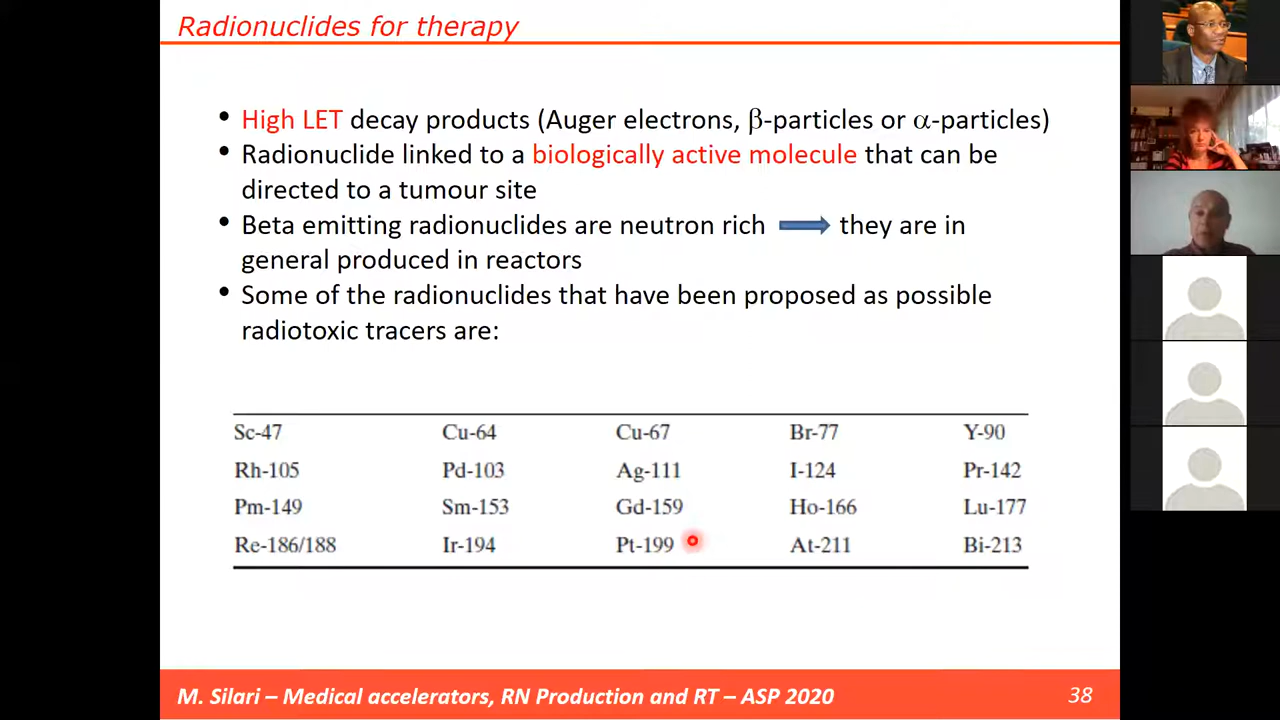 Radionuclides for therapy
• High LET decay products (Auger electrons, β-particles or α-particles)
• Radionuclide linked to a biologically active molecule that can be
directed to a tumour site
• Beta emitting radionuclides are neutron rich they are in
general produced in reactors
• Some of the radionuclides that have been proposed as possible
radiotoxic tracers are:
Sc-47 Cu-64 Cu-67 Br-77 Y-90
Rh-105 Pd-103 Ag-111 I-124 Pr-142
Pm-149 Sm-153 Gd-159 Ho-166 Lu-177
Re-186/188 Ir-194 Pt-199 At-211 Bi-213
M. Silari – Medical accelerators, RN Production and RT – ASP 2020 38